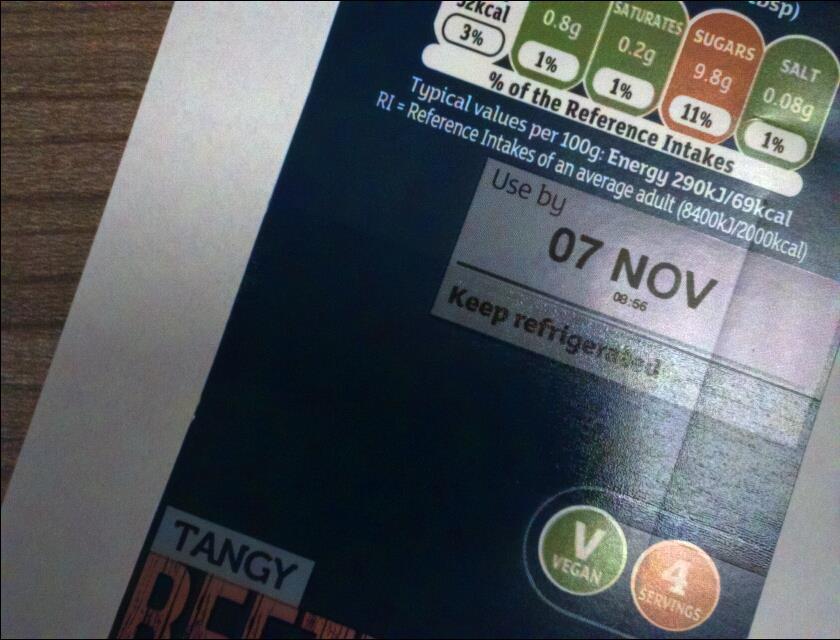 0.8g SATURATES SUGARS SALT
3% 1% 0.2g 9.8g 0.08g
1% 11% 1%
% of the Reference Intakes
Typical values per 100g: Energy 290kJ/69kcal
RI = Reference Intakes of an average adult (8400kJ/2000kcal)
Use by
07 NOV
08:56
Keep refrigerated
V
VEGAN
4
SERVINGS
TANGY